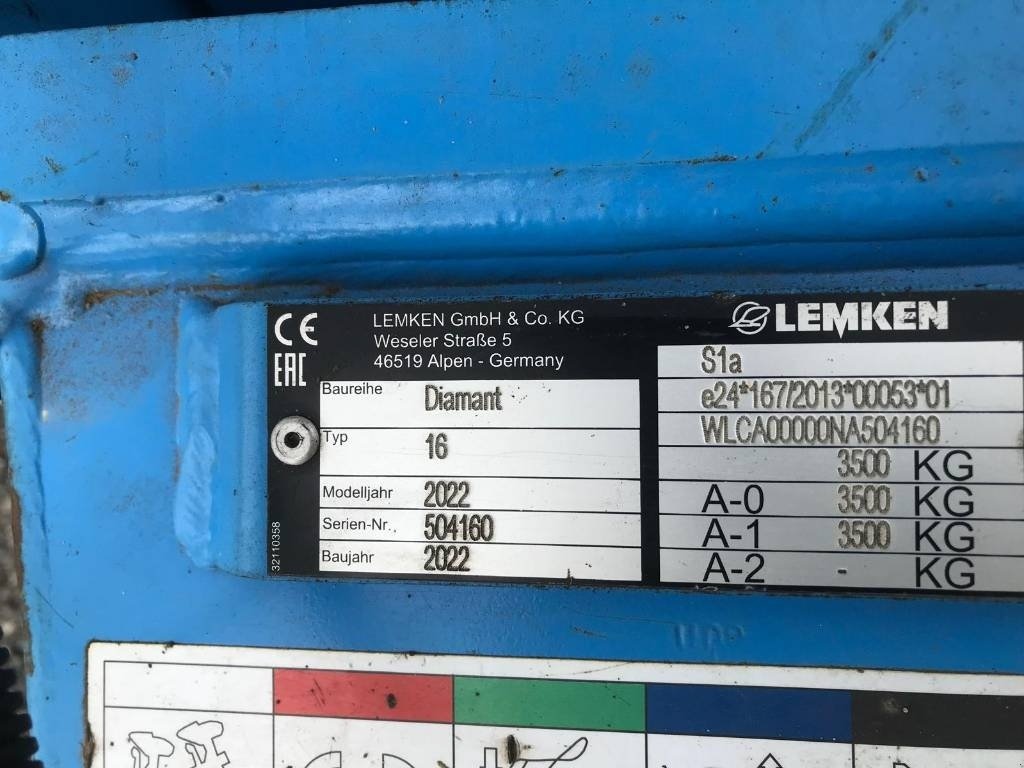 CE
EAC
LEMKEN GmbH & Co. KG
Weseler Straße 5
46519 Alpen - Germany
Baureihe Diamant
Typ 16
Modelljahr 2022
Serien-Nr. 504160
Baujahr 2022
32110358
LEMKEN
S1a
e24*167/2013*00053*01
WLCA00000NA504160
3500 KG
A-0 3500 KG
A-1 3500 KG
A-2 - KG